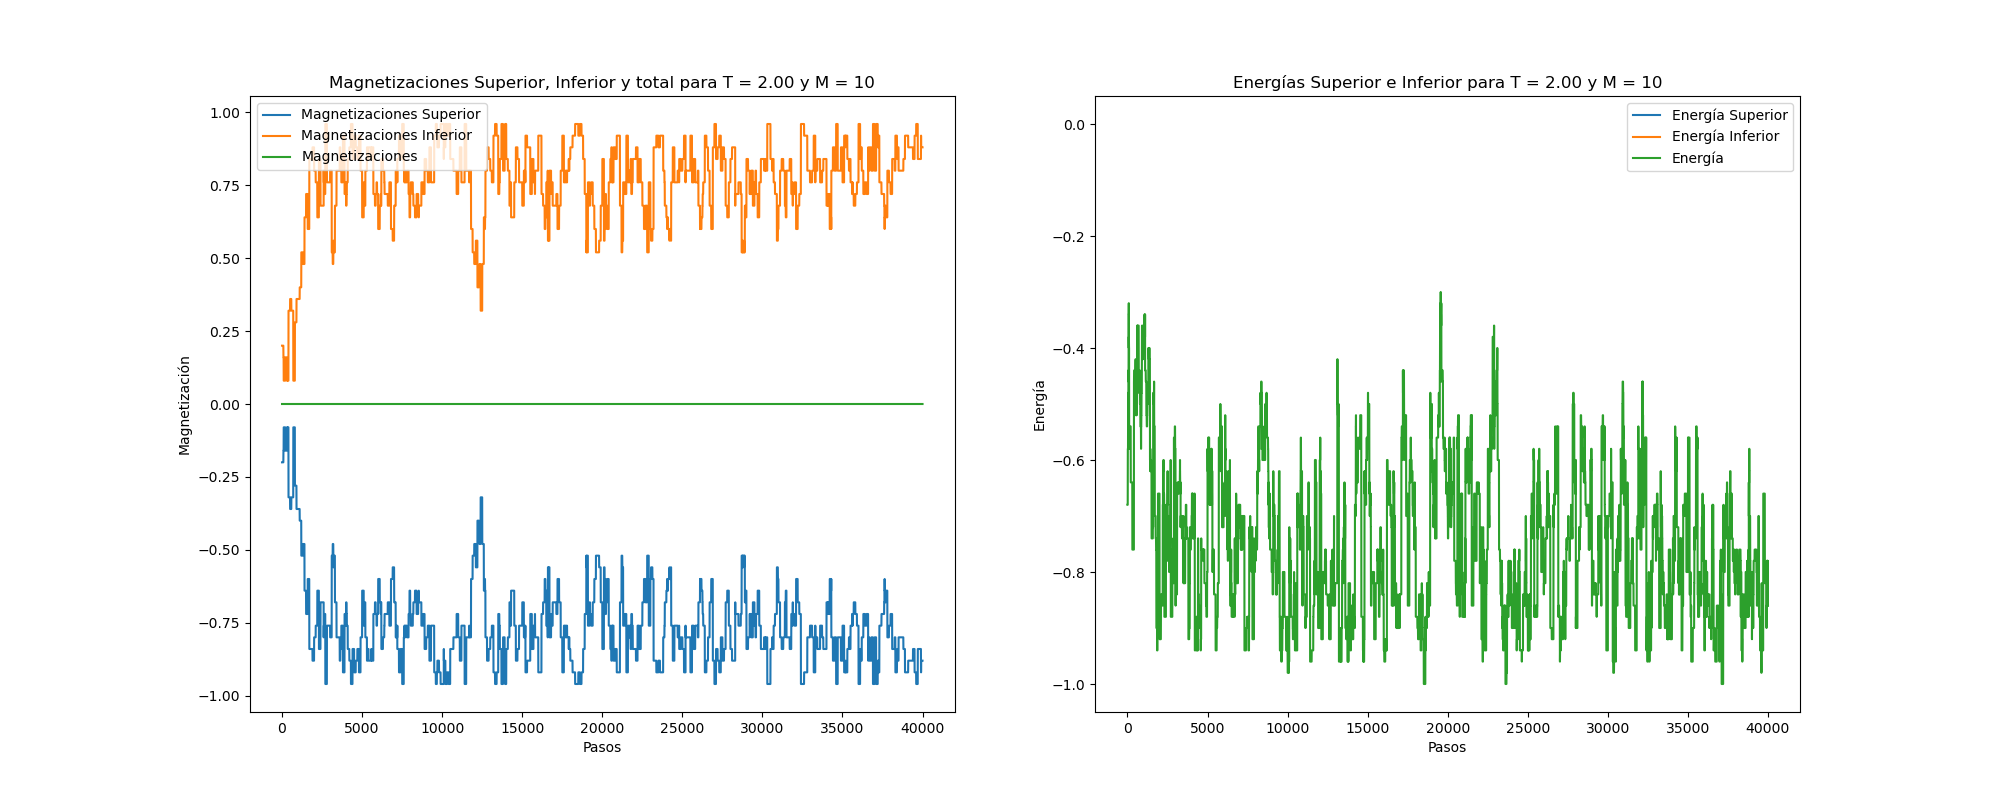 Magnetizaciones Superior, Inferior y total para T = 2.00 y M = 10
Magnetizaciones Superior
Magnetizaciones Inferior
Magnetizaciones
1.00
0.75
0.50
0.25
0.00
−0.25
−0.50
−0.75
−1.00
Magnetización
0
5000
10000
15000
20000
25000
30000
35000
40000
Pasos
Energías Superior e Inferior para T = 2.00 y M = 10
Energía Superior
Energía Inferior
Energía
0.0
−0.2
−0.4
−0.6
−0.8
−1.0
Energía
0
5000
10000
15000
20000
25000
30000
35000
40000
Pasos